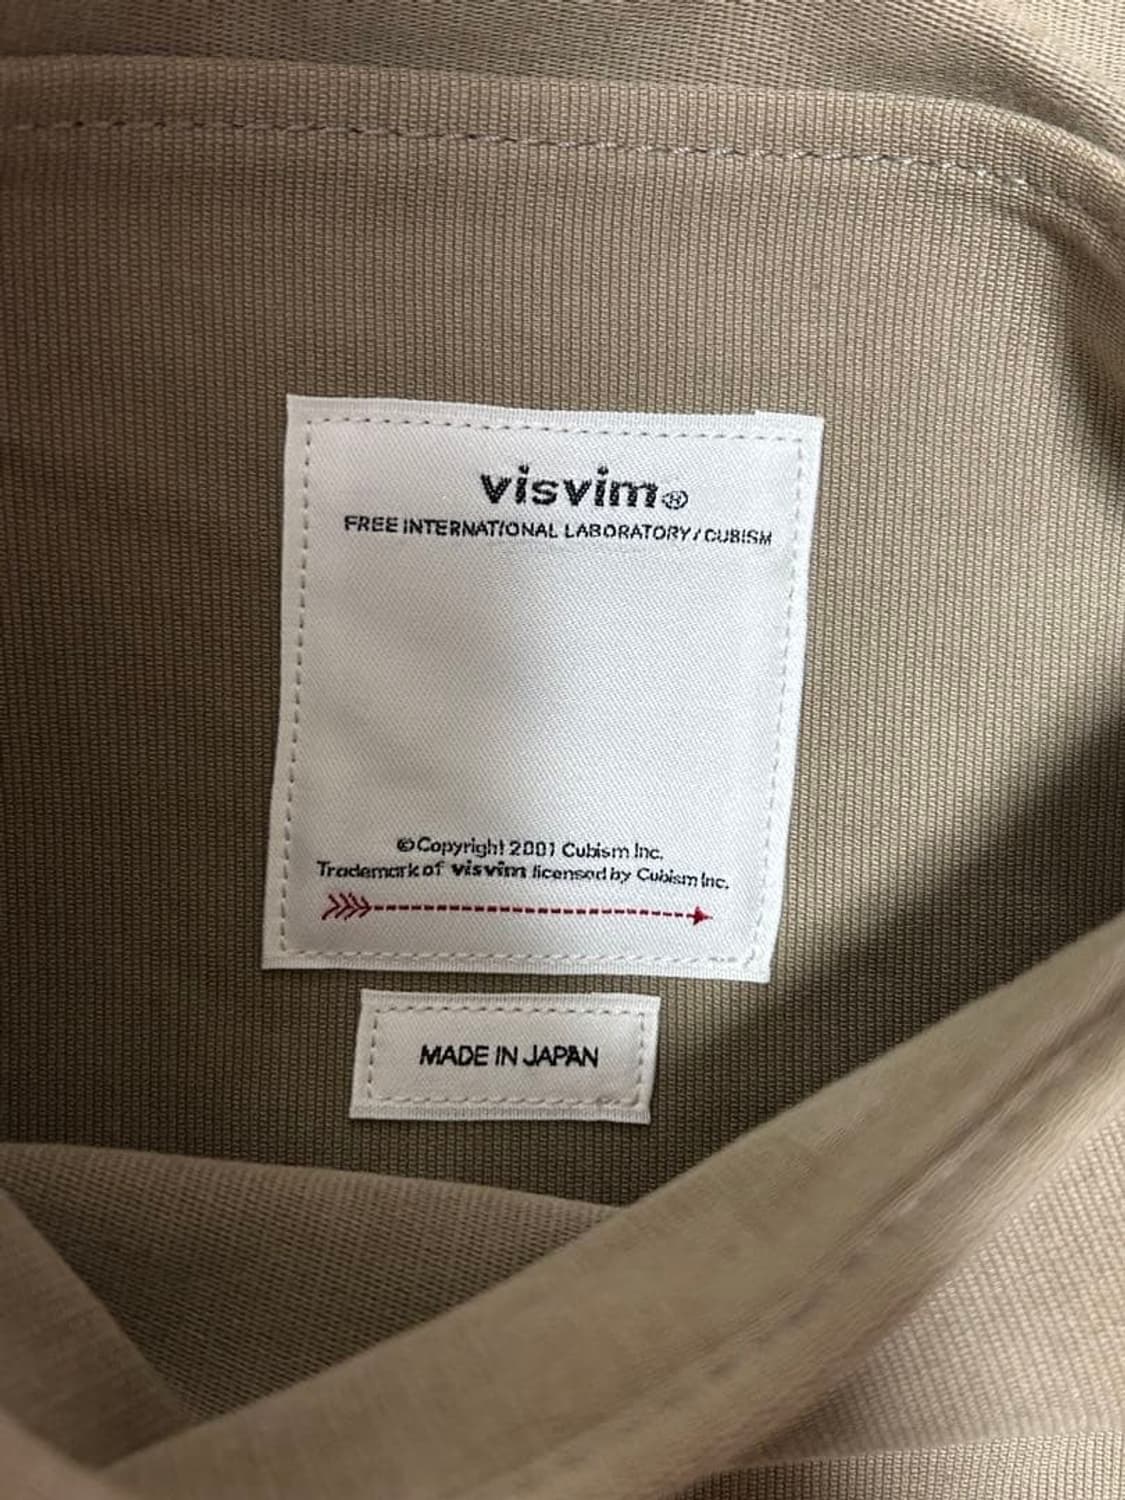 visvim®
FREE INTERNATIONAL LABORATORY / CUBISM
© Copyright 2001 Cubism Inc.
Trademark of visvim licensed by Cubism Inc.
MADE IN JAPAN